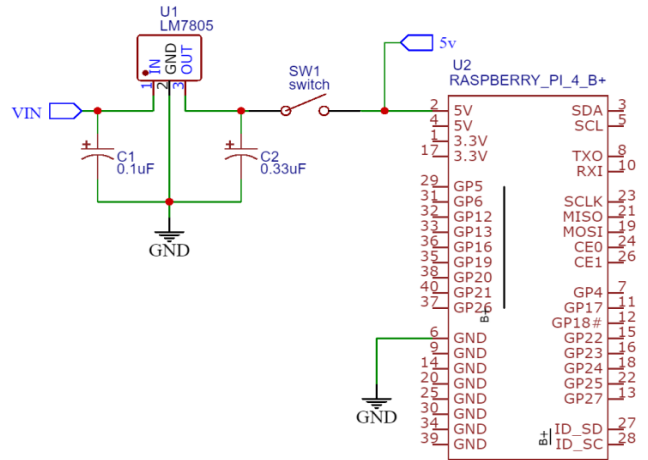 U1
LM7805
IN
GND
OUT
1
2
3
VIN
C1
0.1uF
C2
0.33uF
GND
SW1
switch
5v
U2
RASPBERRY_PI_4_B+
2 5V
4 5V
1 3.3V
17 3.3V
29 GP5
31 GP6
32 GP12
33 GP13
36 GP16
35 GP19
38 GP20
40 GP21
37 GP26
B+
6 GND
9 GND
14 GND
20 GND
25 GND
30 GND
34 GND
39 GND
GND
SDA 3
SCL 5
TXO 8
RXI 10
SCLK 23
MISO 21
MOSI 19
CE0 24
CE1 26
GP4 7
GP17 11
GP18# 12
GP22 15
GP23 16
GP24 18
GP25 22
GP27 13
B+
ID_SD 27
ID_SC 28